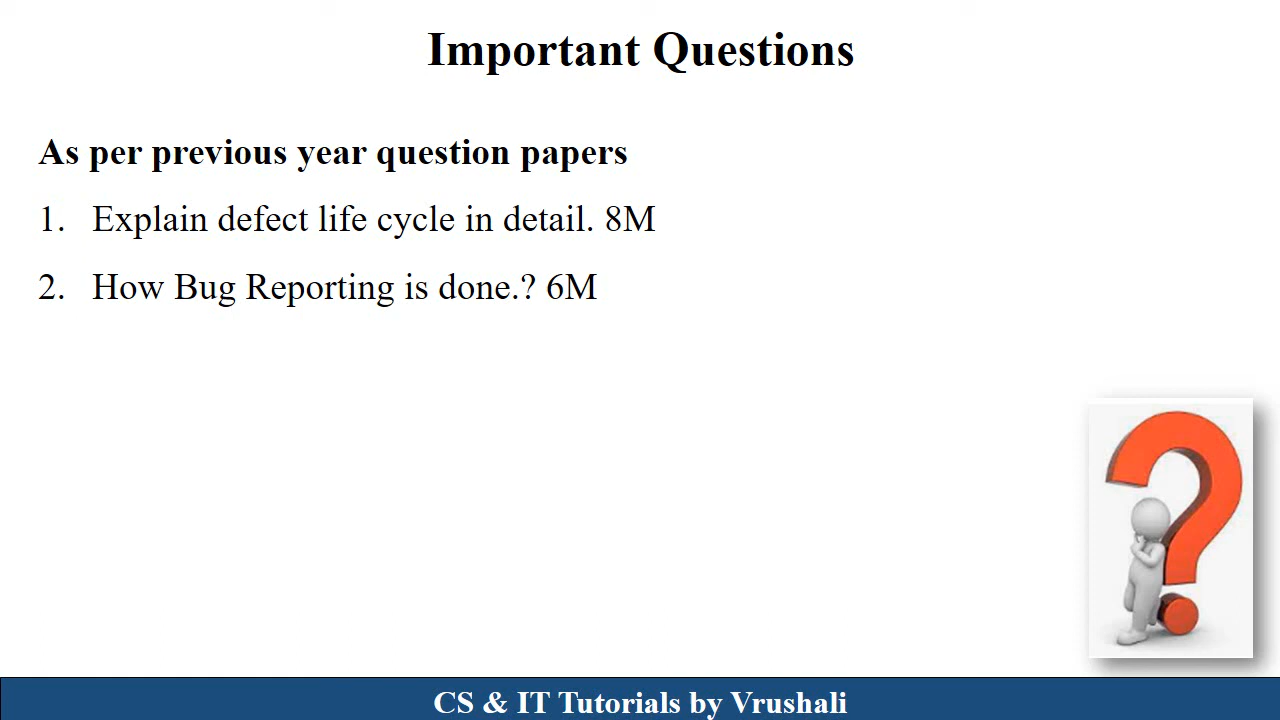 Important Questions
As per previous year question papers
1. Explain defect life cycle in detail. 8M
2. How Bug Reporting is done.? 6M
CS & IT Tutorials by Vrushali